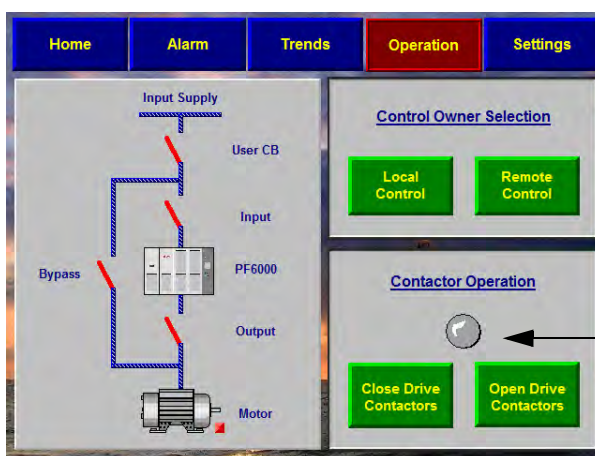 Home
Alarm
Trends
Operation
Settings
Input Supply
User CB
Input
Bypass
PF6000
Output
Motor
Control Owner Selection
Local
Control
Remote
Control
Contactor Operation
Close Drive
Contactors
Open Drive
Contactors